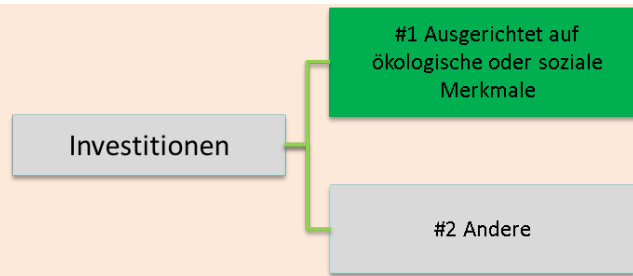 #1 Ausgerichtet auf
ökologische oder soziale
Merkmale
Investitionen
#2 Andere